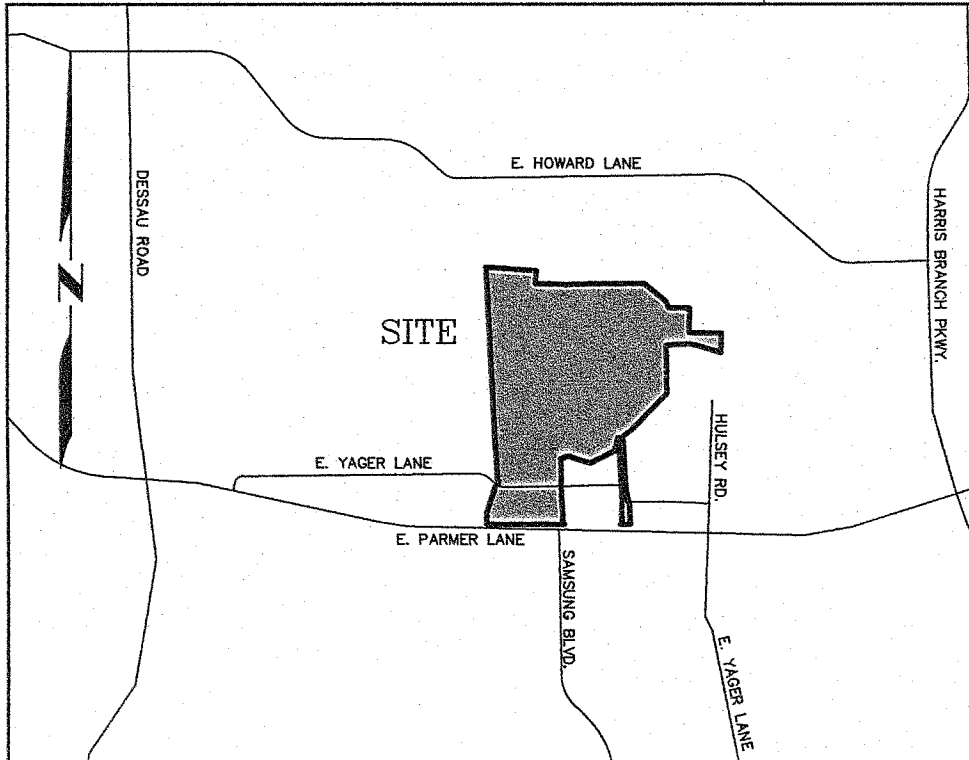 E. HOWARD LANE
DESSAU ROAD
HARRIS BRANCH PKWY.
N
SITE
HULSEY RD.
E. YAGER LANE
E. PARMER LANE
SAMSUNG BLVD.
E. YAGER LANE